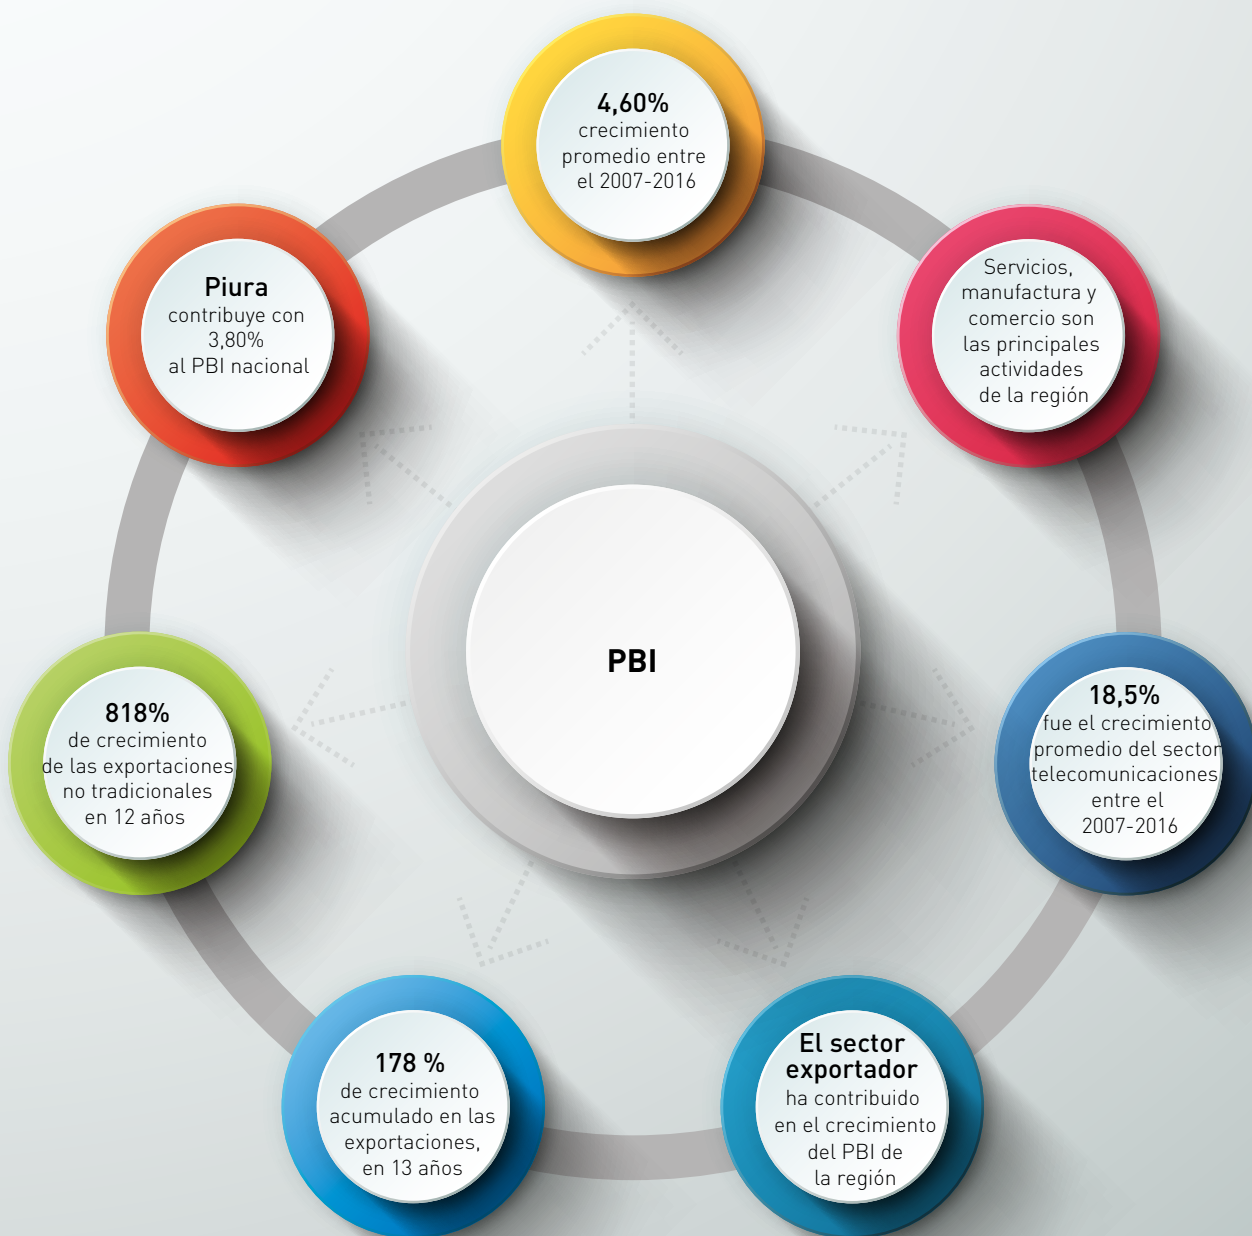 4,60%
crecimiento
promedio entre
el 2007-2016
Servicios,
manufactura y
comercio son
las principales
actividades
de la región
18,5%
fue el crecimiento
promedio del sector
telecomunicaciones
entre el
2007-2016
El sector
exportador
ha contribuido
en el crecimiento
del PBI de
la región
178 %
de crecimiento
acumulado en las
exportaciones,
en 13 años
818%
de crecimiento
de las exportaciones
no tradicionales
en 12 años
Piura
contribuye con
3,80%
al PBI nacional
PBI